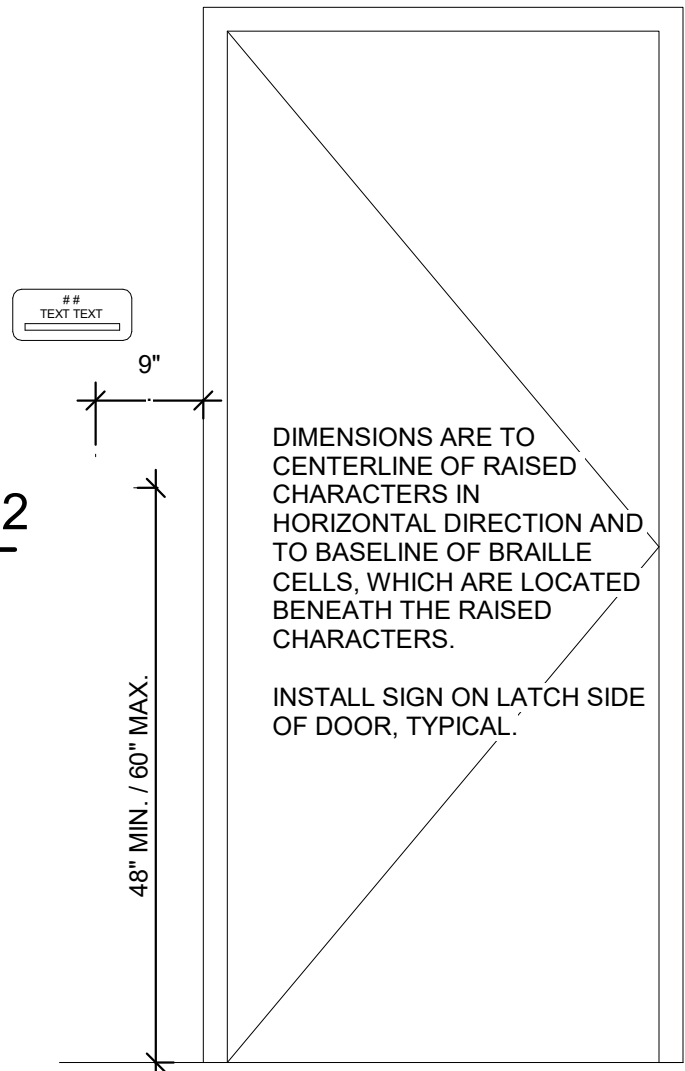 # #
TEXT TEXT
9"
2
DIMENSIONS ARE TO
CENTERLINE OF RAISED
CHARACTERS IN
HORIZONTAL DIRECTION AND
TO BASELINE OF BRAILLE
CELLS, WHICH ARE LOCATED
BENEATH THE RAISED
CHARACTERS.
INSTALL SIGN ON LATCH SIDE
OF DOOR, TYPICAL.
48" MIN. / 60" MAX.